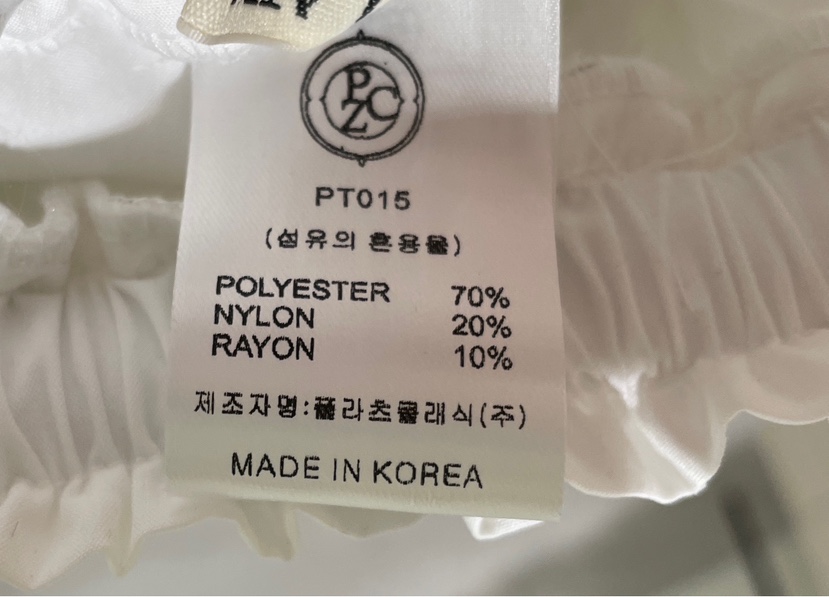 PZC
PT015
(섬유의 혼용율)
POLYESTER 70%
NYLON 20%
RAYON 10%
제조자명:플라츠클래식(주)
MADE IN KOREA